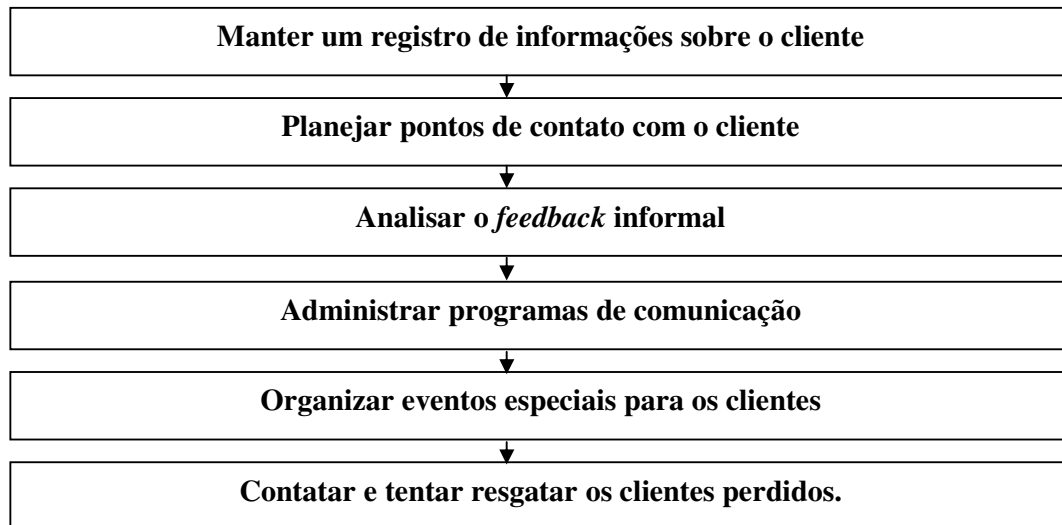 Manter um registro de informações sobre o cliente
Planejar pontos de contato com o cliente
Analisar o feedback informal
Administrar programas de comunicação
Organizar eventos especiais para os clientes
Contatar e tentar resgatar os clientes perdidos.